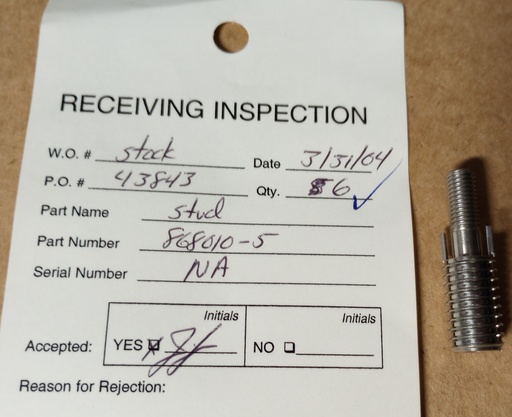 RECEIVING INSPECTION
W.O. # stock Date 3/31/04
P.O. # 43843 Qty. 6
Part Name stud
Part Number 868010-5
Serial Number NA
Initials Initials
Accepted: YES NO
Reason for Rejection: